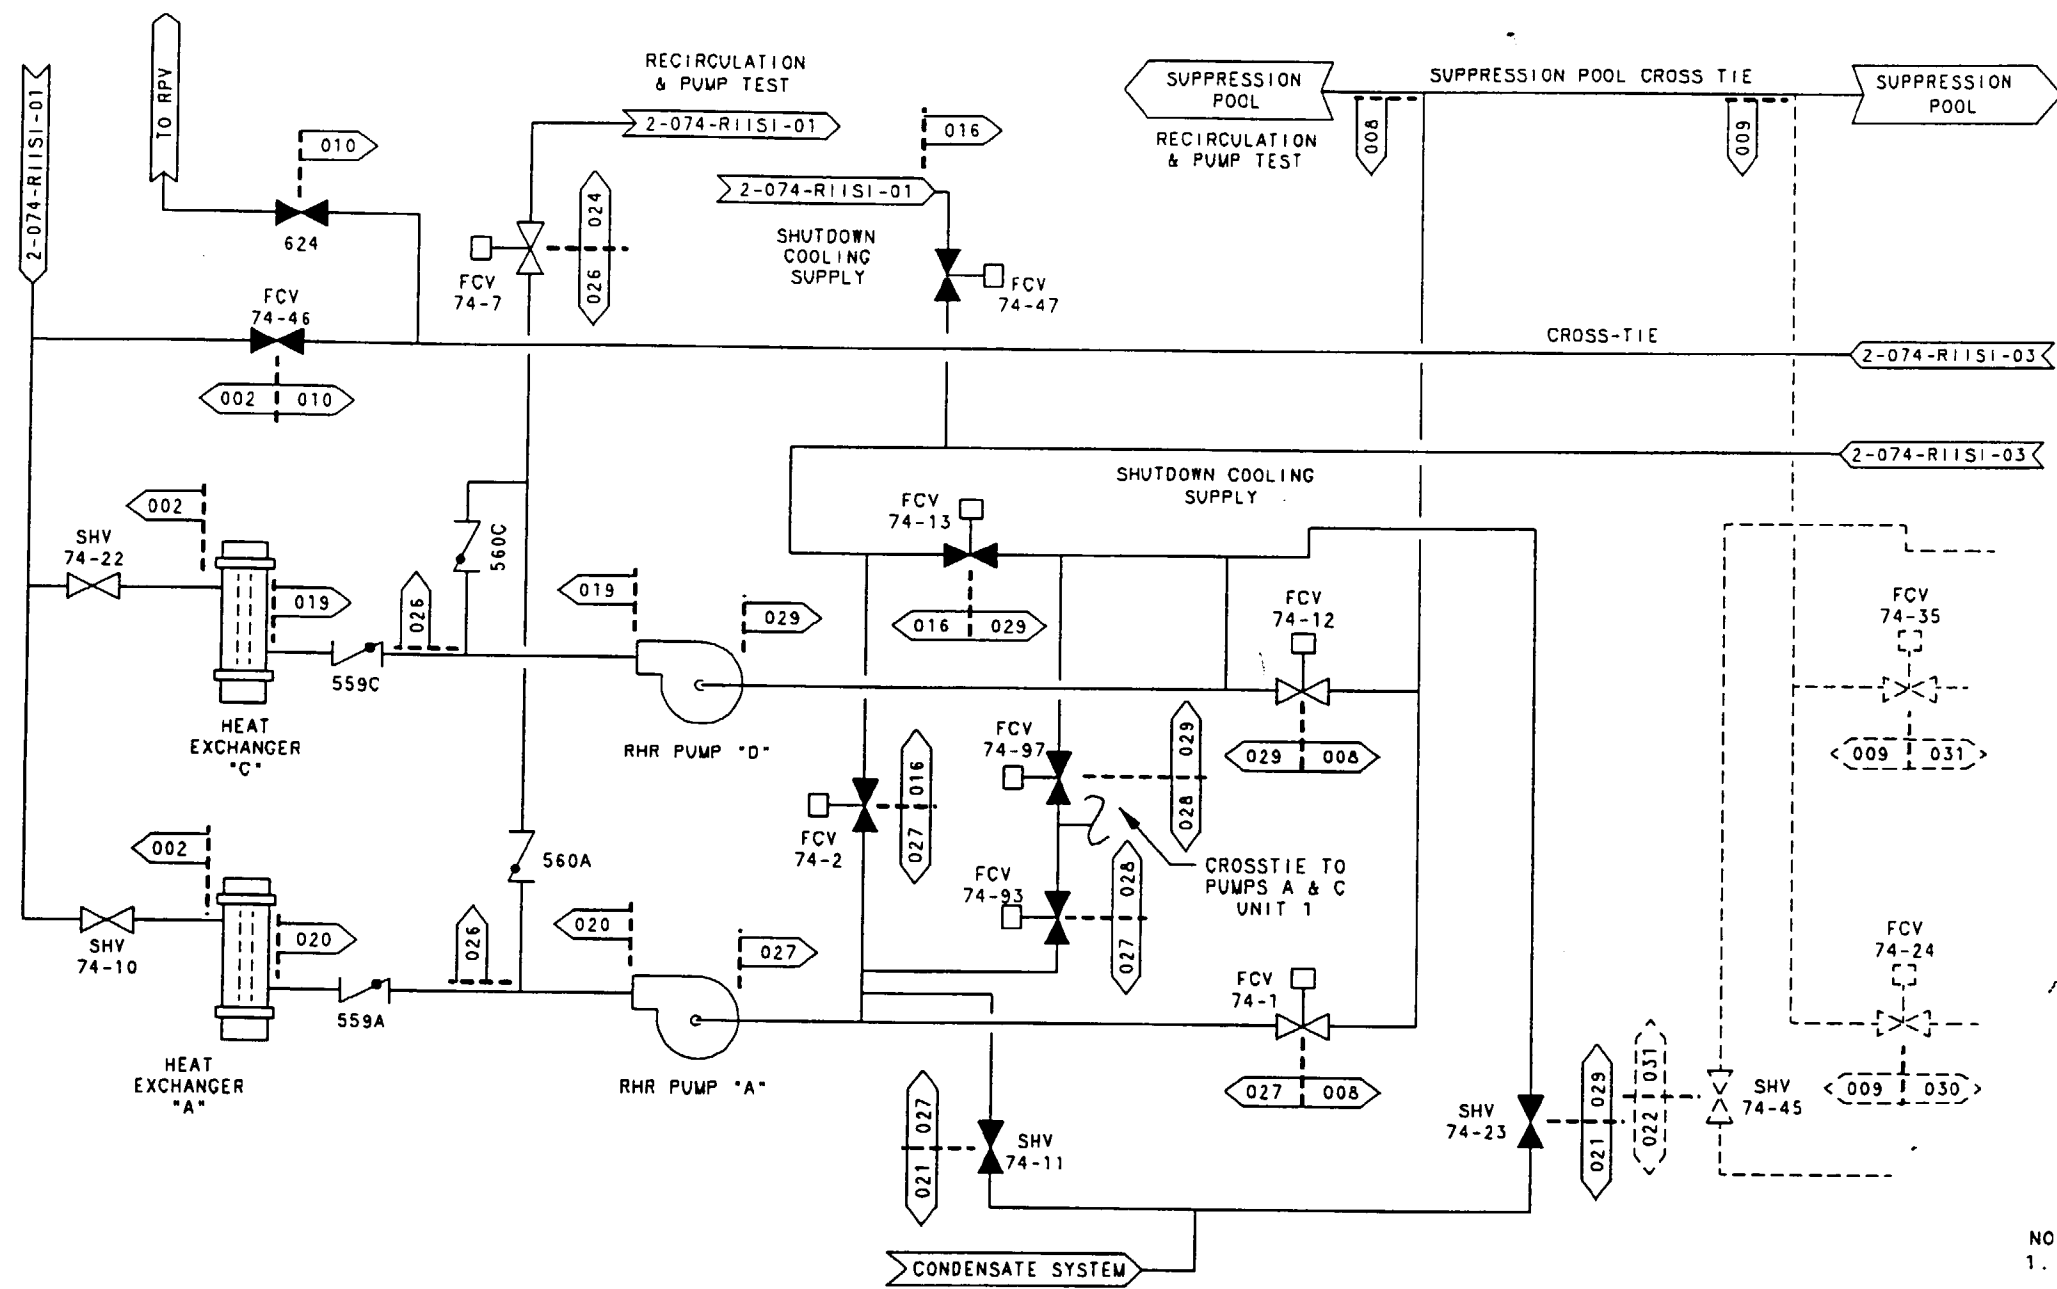 RECIRCULATION
& PUMP TEST
2-074-RIISI-01
TO RPV
2-074-RIISI-01
010
624
FCV
74-46
002 010
FCV
74-7
026 024
2-074-RIISI-01
016
SHUTDOWN
COOLING
SUPPLY
FCV
74-47
SUPPRESSION
POOL
RECIRCULATION
& PUMP TEST
SUPPRESSION POOL CROSS TIE
008
009
SUPPRESSION
POOL
CROSS-TIE
2-074-RIISI-03
2-074-RIISI-03
SHUTDOWN COOLING
SUPPLY
002
SHV
74-22
019
HEAT
EXCHANGER
"C"
559C
026
560C
019
029
RHR PUMP "D"
FCV
74-13
016 029
FCV
74-12
029 008
FCV
74-35
009 031
FCV
74-97
028 029
FCV
74-2
027 016
FCV
74-93
027 028
CROSSTIE TO
PUMPS A & C
UNIT 1
002
SHV
74-10
020
HEAT
EXCHANGER
"A"
559A
026
560A
020
027
RHR PUMP "A"
FCV
74-1
027 008
FCV
74-24
009 030
021 027
SHV
74-11
SHV
74-23
021 029
022 031
SHV
74-45
CONDENSATE SYSTEM
NO
1.